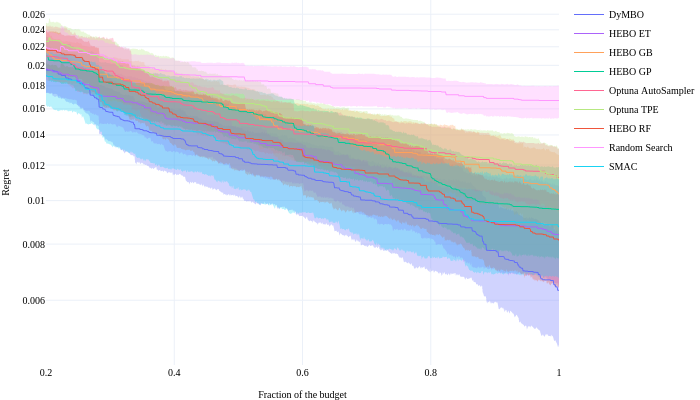 0.026
0.024
0.022
0.02
0.018
0.016
0.014
0.012
0.01
0.008
0.006
Regret
0.2
0.4
0.6
0.8
1
Fraction of the budget
DyMBO
HEBO ET
HEBO GB
HEBO GP
Optuna AutoSampler
Optuna TPE
HEBO RF
Random Search
SMAC